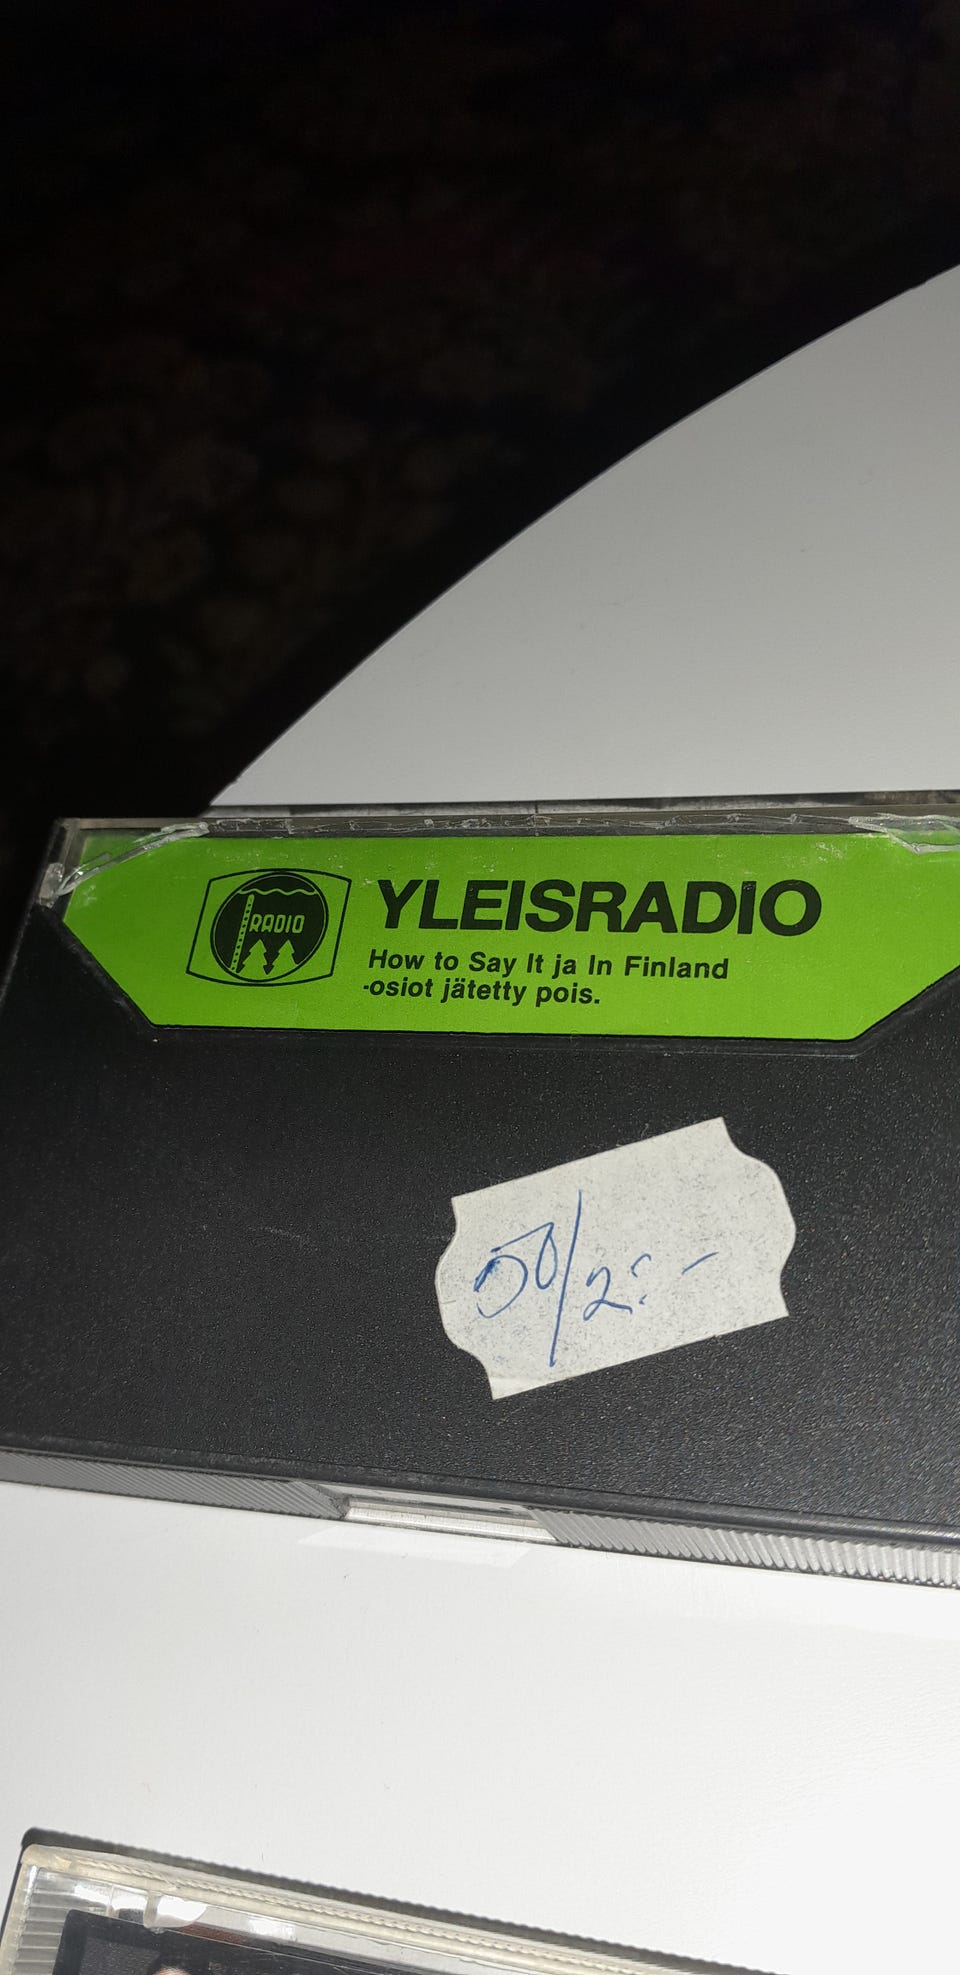 RADIO
YLEISRADIO
How to Say It ja In Finland
-osiot jätetty pois.
50/2:-